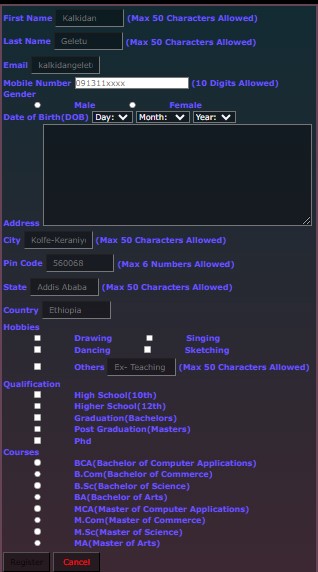 First Name Kalkidan (Max 50 Characters Allowed)
Last Name Geletu (Max 50 Characters Allowed)
Email kalkidangelet
Mobile Number 091311xxxx (10 Digits Allowed)
Gender
Male Female
Date of Birth(DOB) Day: Month: Year:
Address
City Kolfe-Keraniy (Max 50 Characters Allowed)
Pin Code 560068 (Max 6 Numbers Allowed)
State Addis Ababa (Max 50 Characters Allowed)
Country Ethiopia
Hobbies
Drawing Singing
Dancing Sketching
Others Ex- Teaching (Max 50 Characters Allowed)
Qualification
High School(10th)
Higher School(12th)
Graduation(Bachelors)
Post Graduation(Masters)
Phd
Courses
BCA(Bachelor of Computer Applications)
B.Com(Bachelor of Commerce)
B.Sc(Bachelor of Science)
BA(Bachelor of Arts)
MCA(Master of Computer Applications)
M.Com(Master of Commerce)
M.Sc(Master of Science)
MA(Master of Arts)
Register Cancel